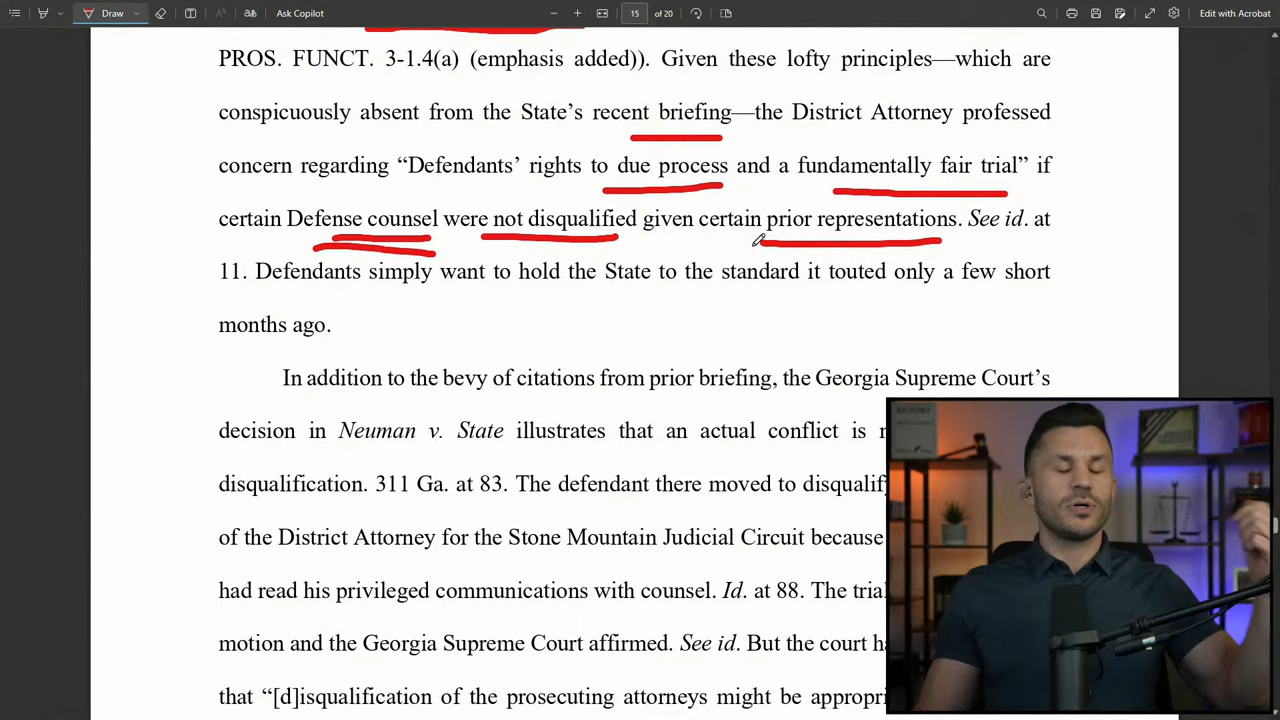 Draw
Ask Copilot
15 of 20
Edit with Acrobat
PROS. FUNCT. 3-1.4(a) (emphasis added)). Given these lofty principles—which are
conspicuously absent from the State’s recent briefing—the District Attorney professed
concern regarding “Defendants’ rights to due process and a fundamentally fair trial” if
certain Defense counsel were not disqualified given certain prior representations. See id. at
11. Defendants simply want to hold the State to the standard it touted only a few short
months ago.
In addition to the bevy of citations from prior briefing, the Georgia Supreme Court’s
decision in Neuman v. State illustrates that an actual conflict is
disqualification. 311 Ga. at 83. The defendant there moved to disqualify
of the District Attorney for the Stone Mountain Judicial Circuit because
had read his privileged communications with counsel. Id. at 88. The trial
motion and the Georgia Supreme Court affirmed. See id. But the court
that “[d]isqualification of the prosecuting attorneys might be